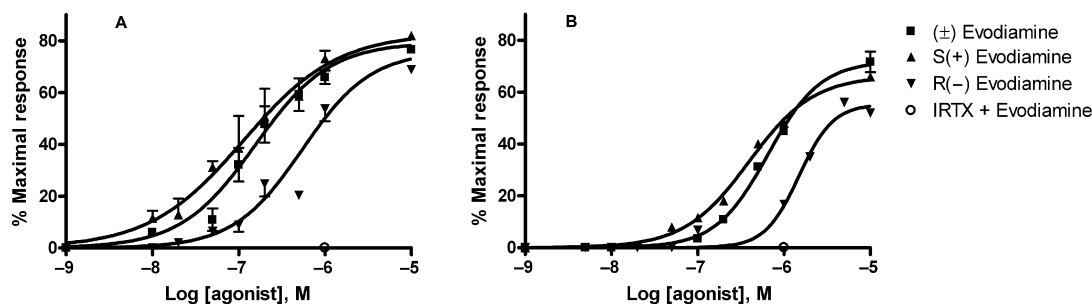 A
% Maximal response
80
60
40
20
0
–9
–8
–7
–6
–5
Log [agonist], M
B
% Maximal response
80
60
40
20
0
–9
–8
–7
–6
–5
Log [agonist], M
(±) Evodiamine
S(+) Evodiamine
R(−) Evodiamine
IRTX + Evodiamine